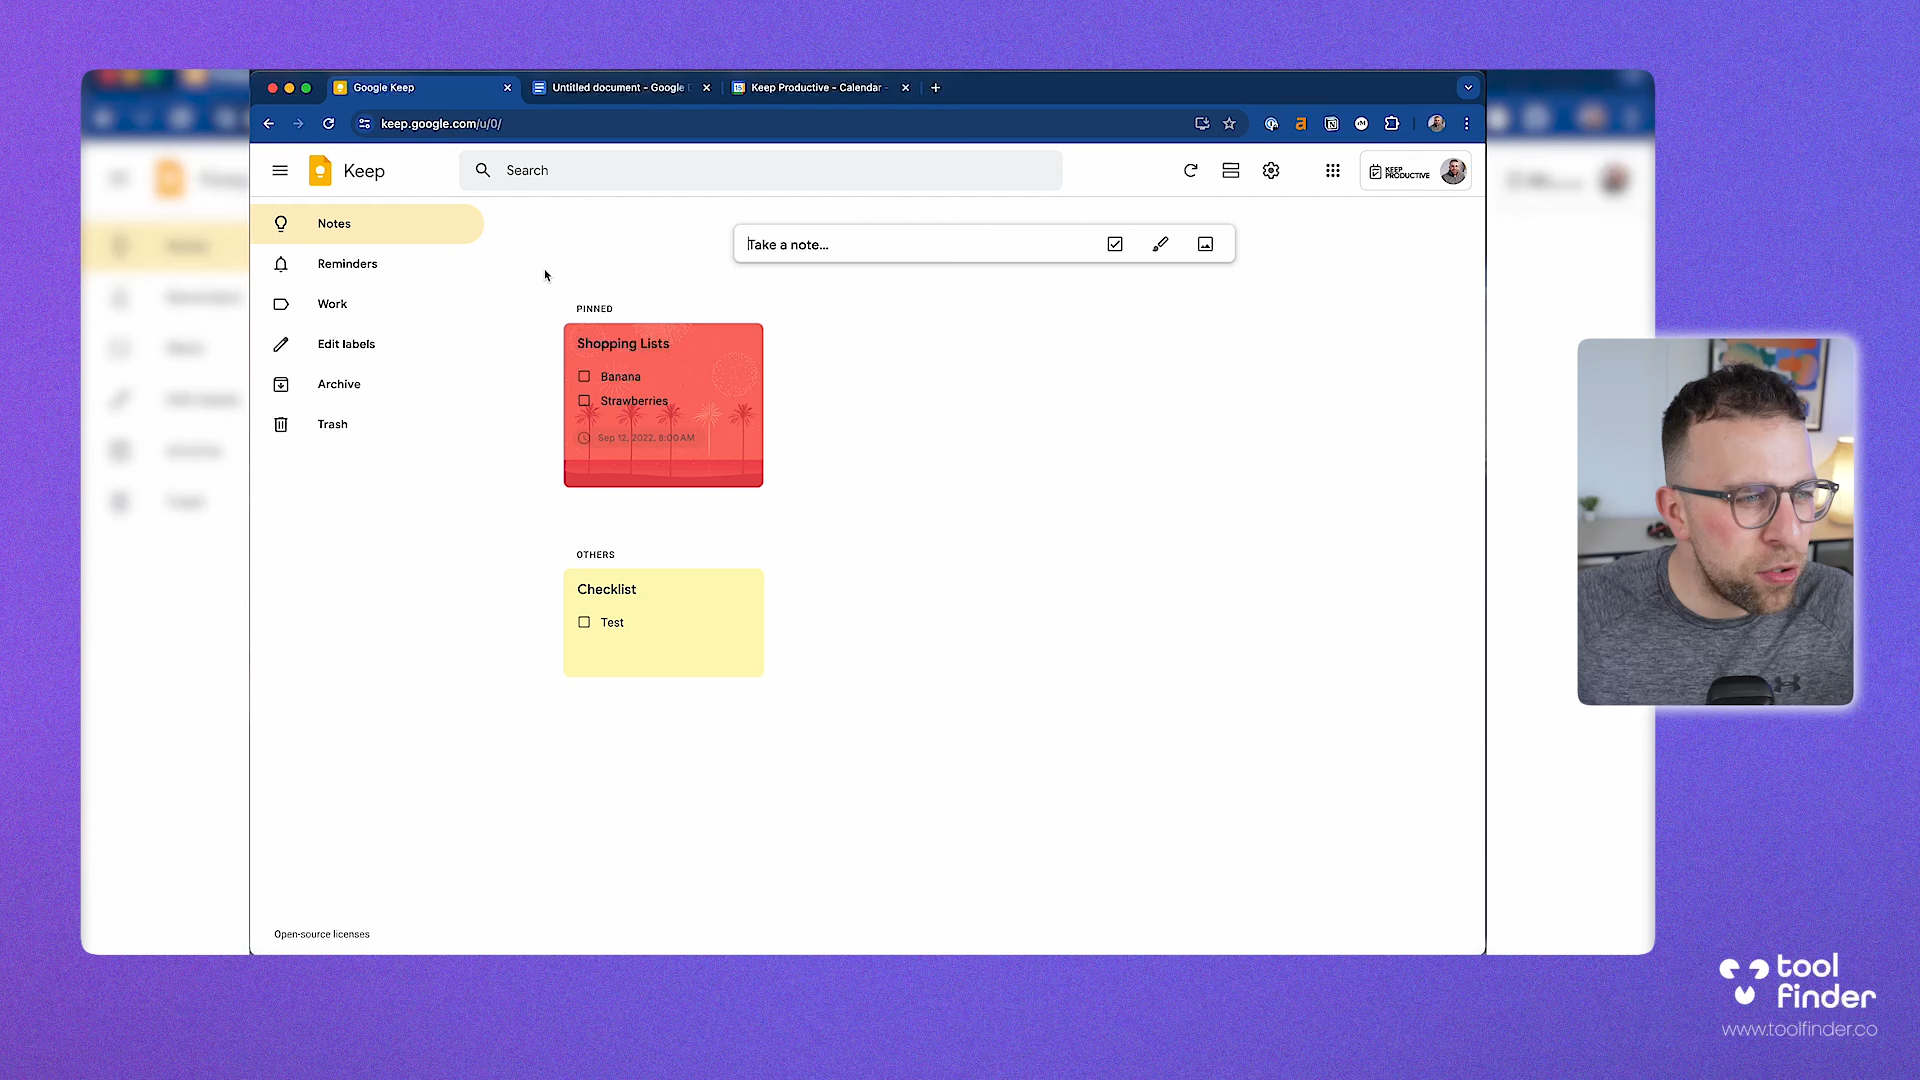 Google Keep
Untitled document - Google D
Keep Productive - Calendar -
keep.google.com/u/0/
Keep
Search
KEEP
PRODUCTIVE
Notes
Reminders
Work
Edit labels
Archive
Trash
Take a note...
PINNED
Shopping Lists
Banana
Strawberries
Sep 12, 2022, 8:00 AM
OTHERS
Checklist
Test
Open-source licenses
tool
finder
www.toolfinder.co